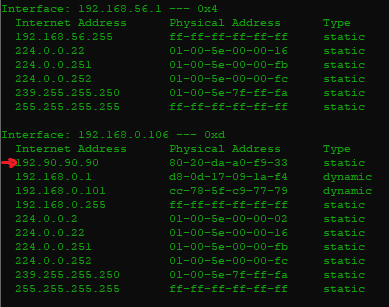 Interface: 192.168.56.1 --- 0x4
Internet Address Physical Address Type
192.168.56.255 ff-ff-ff-ff-ff-ff static
224.0.0.22 01-00-5e-00-00-16 static
224.0.0.251 01-00-5e-00-00-fb static
224.0.0.252 01-00-5e-00-00-fc static
239.255.255.250 01-00-5e-7f-ff-fa static
255.255.255.255 ff-ff-ff-ff-ff-ff static
Interface: 192.168.0.106 --- 0xd
Internet Address Physical Address Type
192.90.90.90 80-20-da-a0-f9-33 static
192.168.0.1 d8-0d-17-09-1a-f4 dynamic
192.168.0.101 cc-78-5f-c9-77-79 dynamic
192.168.0.255 ff-ff-ff-ff-ff-ff static
224.0.0.2 01-00-5e-00-00-02 static
224.0.0.22 01-00-5e-00-00-16 static
224.0.0.251 01-00-5e-00-00-fb static
224.0.0.252 01-00-5e-00-00-fc static
239.255.255.250 01-00-5e-7f-ff-fa static
255.255.255.255 ff-ff-ff-ff-ff-ff static